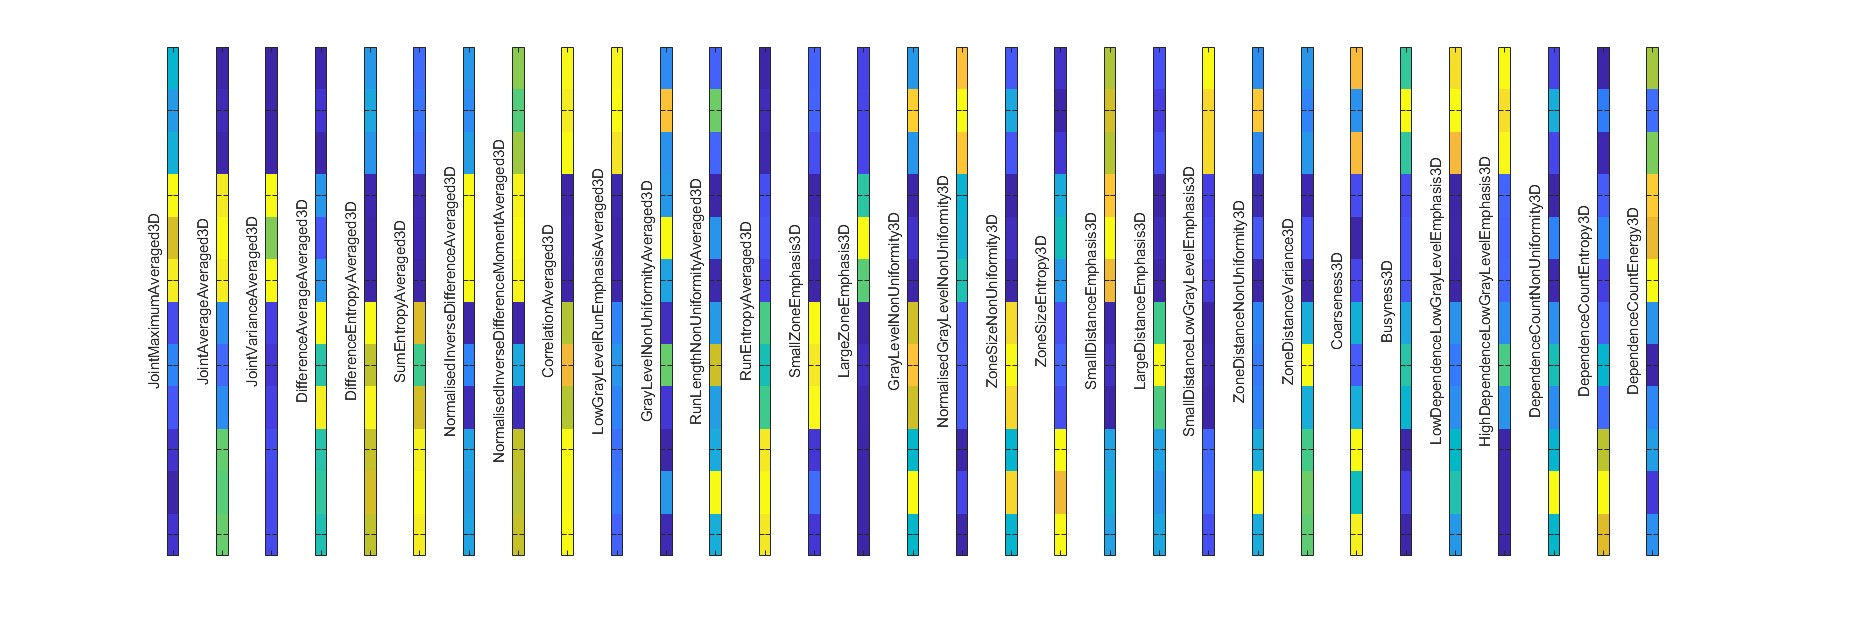 JointMaximumAveraged3D
JointAverageAveraged3D
JointVarianceAveraged3D
DifferenceAverageAveraged3D
DifferenceEntropyAveraged3D
SumEntropyAveraged3D
NormalisedInverseDifferenceAveraged3D
NormalisedInverseDifferenceMomentAveraged3D
CorrelationAveraged3D
LowGrayLevelRunEmphasisAveraged3D
GrayLevelNonUniformityAveraged3D
RunLengthNonUniformityAveraged3D
RunEntropyAveraged3D
SmallZoneEmphasis3D
LargeZoneEmphasis3D
GrayLevelNonUniformity3D
NormalisedGrayLevelNonUniformity3D
ZoneSizeNonUniformity3D
ZoneSizeEntropy3D
SmallDistanceEmphasis3D
LargeDistanceEmphasis3D
SmallDistanceLowGrayLevelEmphasis3D
ZoneDistanceNonUniformity3D
ZoneDistanceVariance3D
Coarseness3D
Busyness3D
LowDependenceLowGrayLevelEmphasis3D
HighDependenceLowGrayLevelEmphasis3D
DependenceCountNonUniformity3D
DependenceCountEntropy3D
DependenceCountEnergy3D